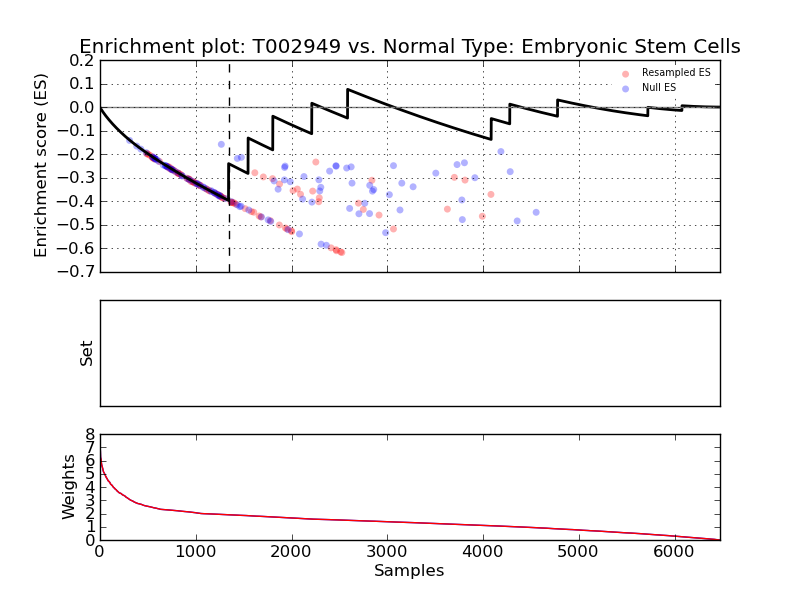 Enrichment plot: T002949 vs. Normal Type: Embryonic Stem Cells
0.2
0.1
0.0
−0.1
−0.2
−0.3
−0.4
−0.5
−0.6
−0.7
Enrichment score (ES)
Resampled ES
Null ES
Set
8
7
6
5
4
3
2
1
0
Weights
0 1000 2000 3000 4000 5000 6000
Samples